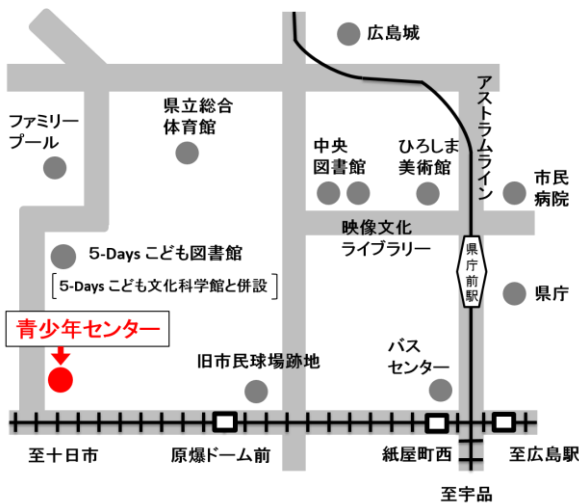 広島城
アストラムライン
県立総合
体育館
ファミリー
プール
中央
図書館
ひろしま
美術館
市民
病院
映像文化
ライブラリー
県庁前駅
5-Days こども図書館
[5-Days こども文化科学館と併設]
県庁
青少年センター
旧市民球場跡地
バス
センター
至十日市
原爆ドーム前
紙屋町西
至広島駅
至宇品